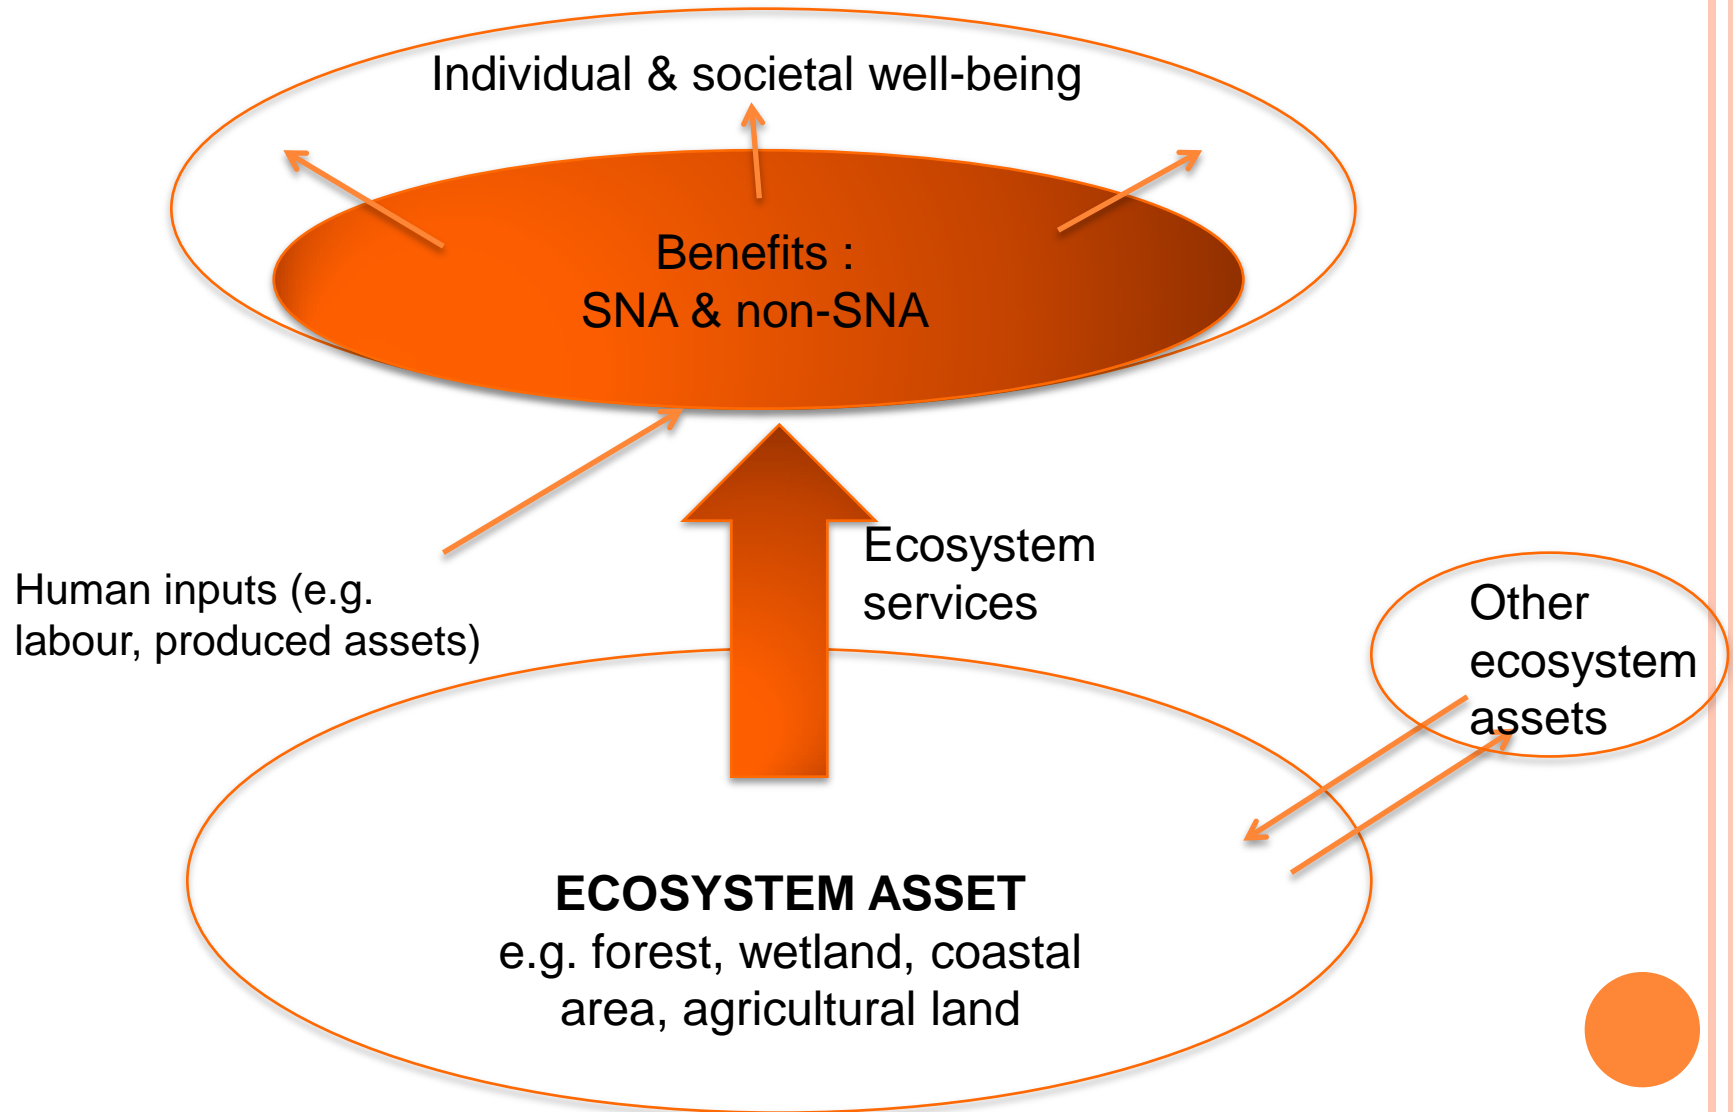 Individual & societal well-being
Benefits :
SNA & non-SNA
Ecosystem
services
Human inputs (e.g.
labour, produced assets)
Other
ecosystem
assets
ECOSYSTEM ASSET
e.g. forest, wetland, coastal
area, agricultural land